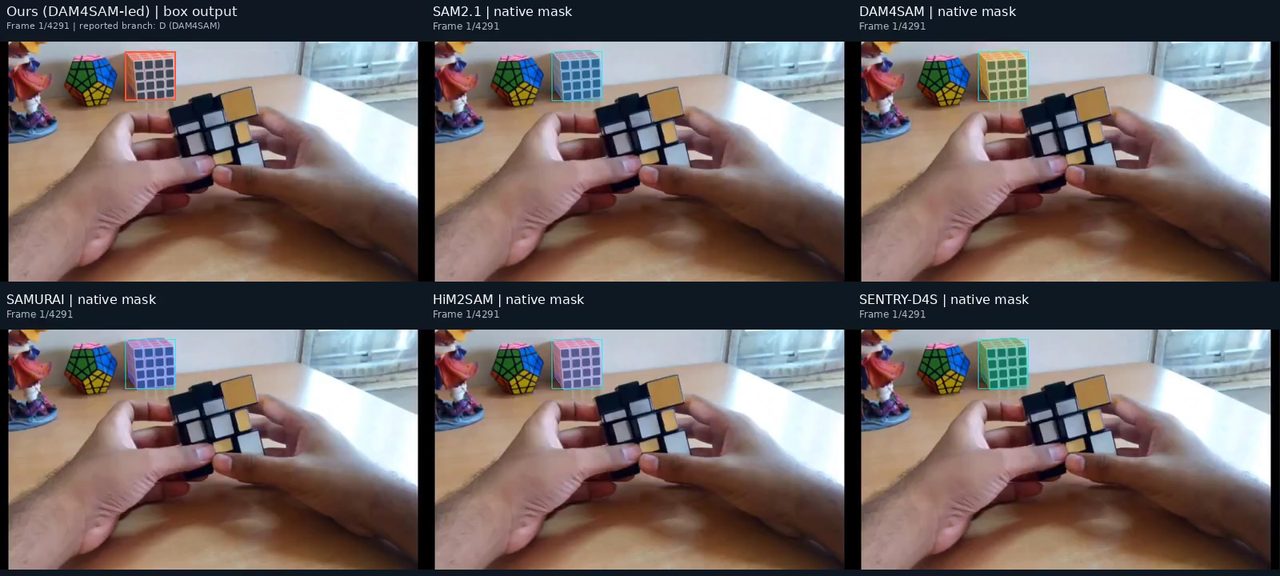 Ours (DAM4SAM-led) | box output
Frame 1/4291 | reported branch: D (DAM4SAM)
SAM2.1 | native mask
Frame 1/4291
DAM4SAM | native mask
Frame 1/4291
SAMURAI | native mask
Frame 1/4291
HiM2SAM | native mask
Frame 1/4291
SENTRY-D4S | native mask
Frame 1/4291